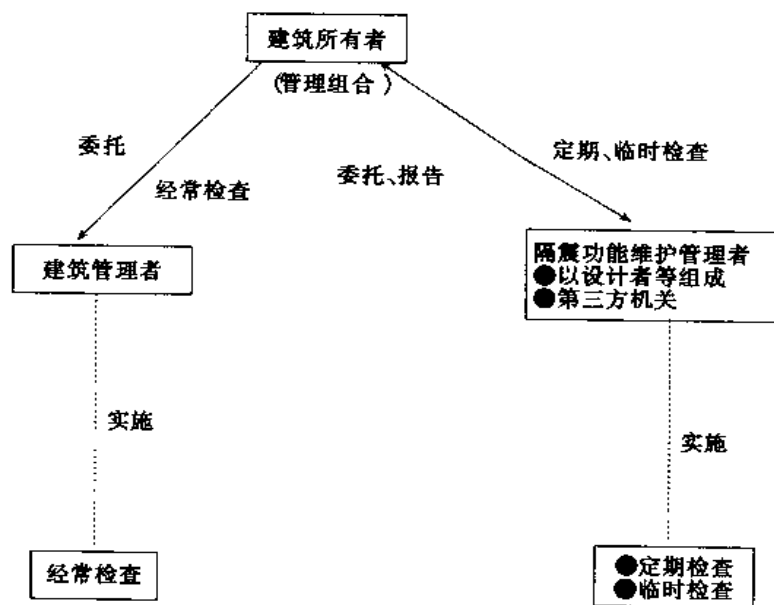 建筑所有者
(管理组合)
委托
经常检查
委托、报告
定期、临时检查
建筑管理者
隔震功能维护管理者
●以设计者等组成
●第三方机关
实施
实施
经常检查
●定期检查
●临时检查